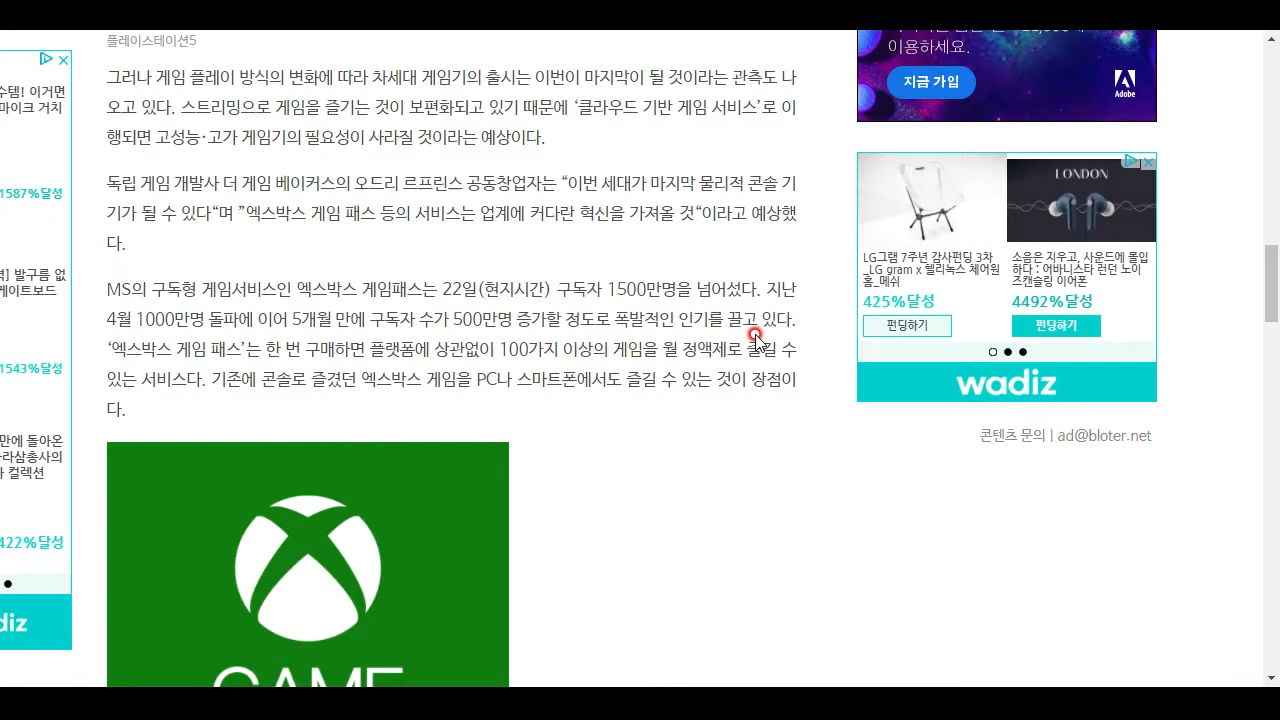 플레이스테이션5
그러나 게임 플레이 방식의 변화에 따라 차세대 게임기의 출시는 이번이 마지막이 될 것이라는 관측도 나
오고 있다. 스트리밍으로 게임을 즐기는 것이 보편화되고 있기 때문에 ‘클라우드 기반 게임 서비스’로 이
행되면 고성능·고가 게임기의 필요성이 사라질 것이라는 예상이다.
독립 게임 개발사 더 게임 베이커스의 오드리 르프린스 공동창업자는 “이번 세대가 마지막 물리적 콘솔 기
기가 될 수 있다“며 ”엑스박스 게임 패스 등의 서비스는 업계에 커다란 혁신을 가져올 것“이라고 예상했
다.
MS의 구독형 게임서비스인 엑스박스 게임패스는 22일(현지시간) 구독자 1500만명을 넘어섰다. 지난
4월 1000만명 돌파에 이어 5개월 만에 구독자 수가 500만명 증가할 정도로 폭발적인 인기를 끌고 있다.
‘엑스박스 게임 패스’는 한 번 구매하면 플랫폼에 상관없이 100가지 이상의 게임을 월 정액제로 즐길 수
있는 서비스다. 기존에 콘솔로 즐겼던 엑스박스 게임을 PC나 스마트폰에서도 즐길 수 있는 것이 장점이
다.
GAME
수템! 이거면
마이크 거치
1587%달성
] 발구름 없
케이트보드
1543%달성
만에 돌아온
라삼총사의
컬렉션
422%달성
diz
이용하세요.
지금 가입
Adobe
LONDON
LG그램 7주년 감사펀딩 3차
_LG gram x 헬리녹스 체어원
홈_메쉬
425%달성
펀딩하기
소음은 지우고, 사운드에 몰입
하다 : 어바니스타 런던 노이
즈캔슬링 이어폰
4492%달성
펀딩하기
wadiz
콘텐츠 문의 | ad@bloter.net